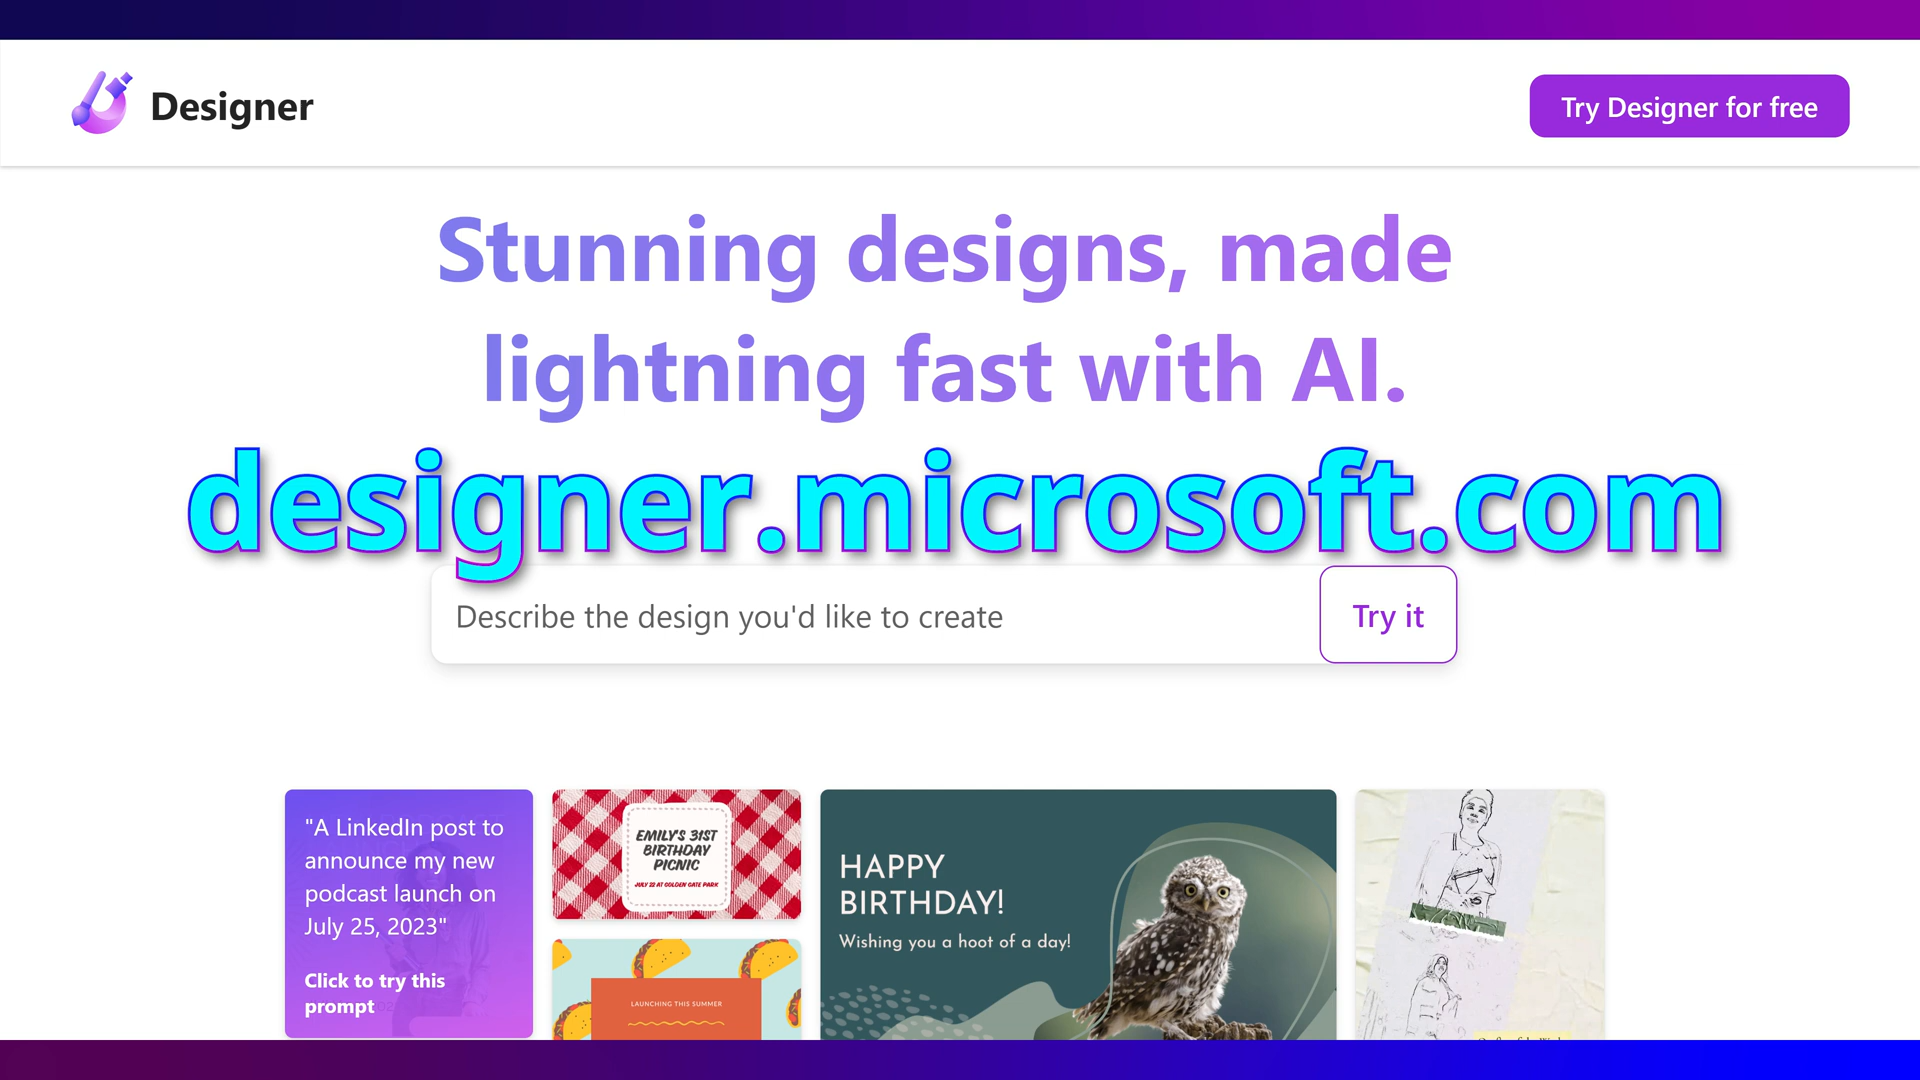 Designer
Try Designer for free
Stunning designs, made
lightning fast with AI.
designer.microsoft.com
Describe the design you'd like to create
Try it
"A LinkedIn post to
announce my new
podcast launch on
July 25, 2023"
Click to try this
prompt
EMILY'S 31ST
BIRTHDAY
PICNIC
JULY 22 AT GOLDEN GATE PARK
LAUNCHING THIS SUMMER
HAPPY
BIRTHDAY!
Wishing you a hoot of a day!